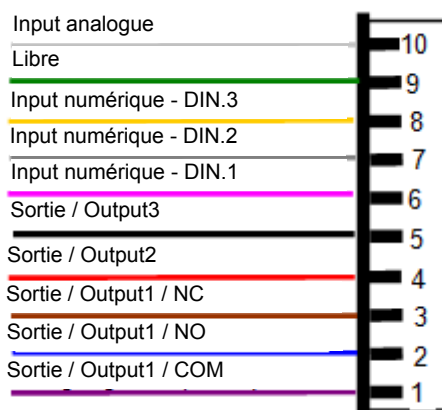 Input analogue
10
Libre
9
Input numérique - DIN.3
8
Input numérique - DIN.2
7
Input numérique - DIN.1
6
Sortie / Output3
5
Sortie / Output2
4
Sortie / Output1 / NC
3
Sortie / Output1 / NO
2
Sortie / Output1 / COM
1